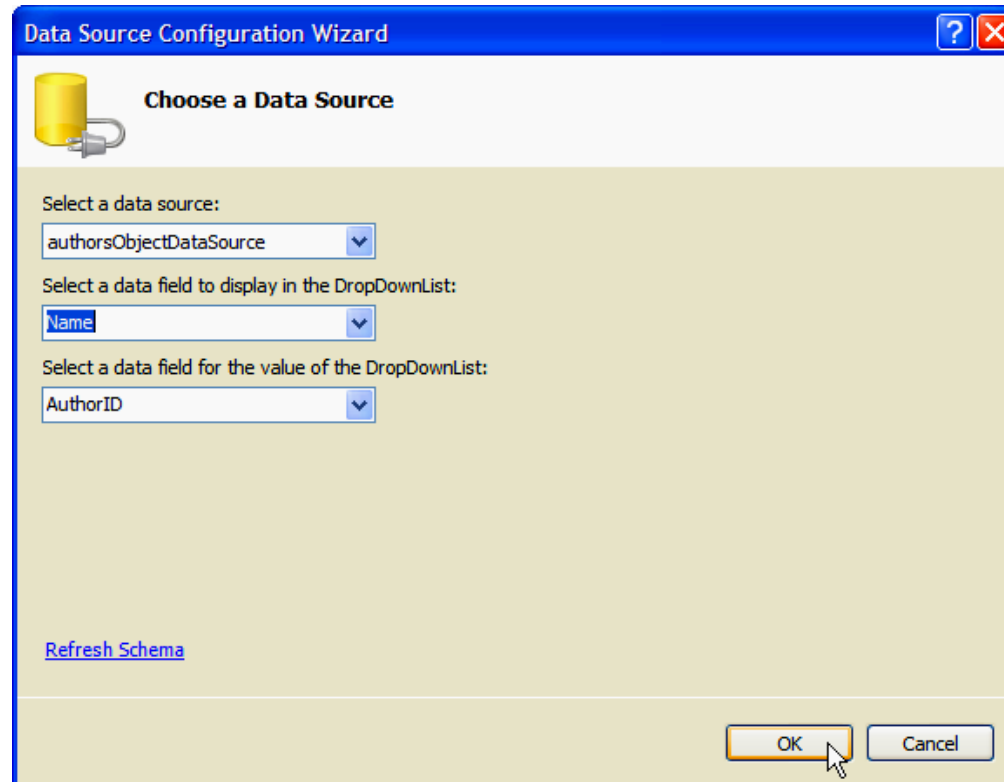 Data Source Configuration Wizard
Choose a Data Source
Select a data source:
authorsObjectDataSource
Select a data field to display in the DropDownList:
Name
Select a data field for the value of the DropDownList:
AuthorID
Refresh Schema
OK Cancel